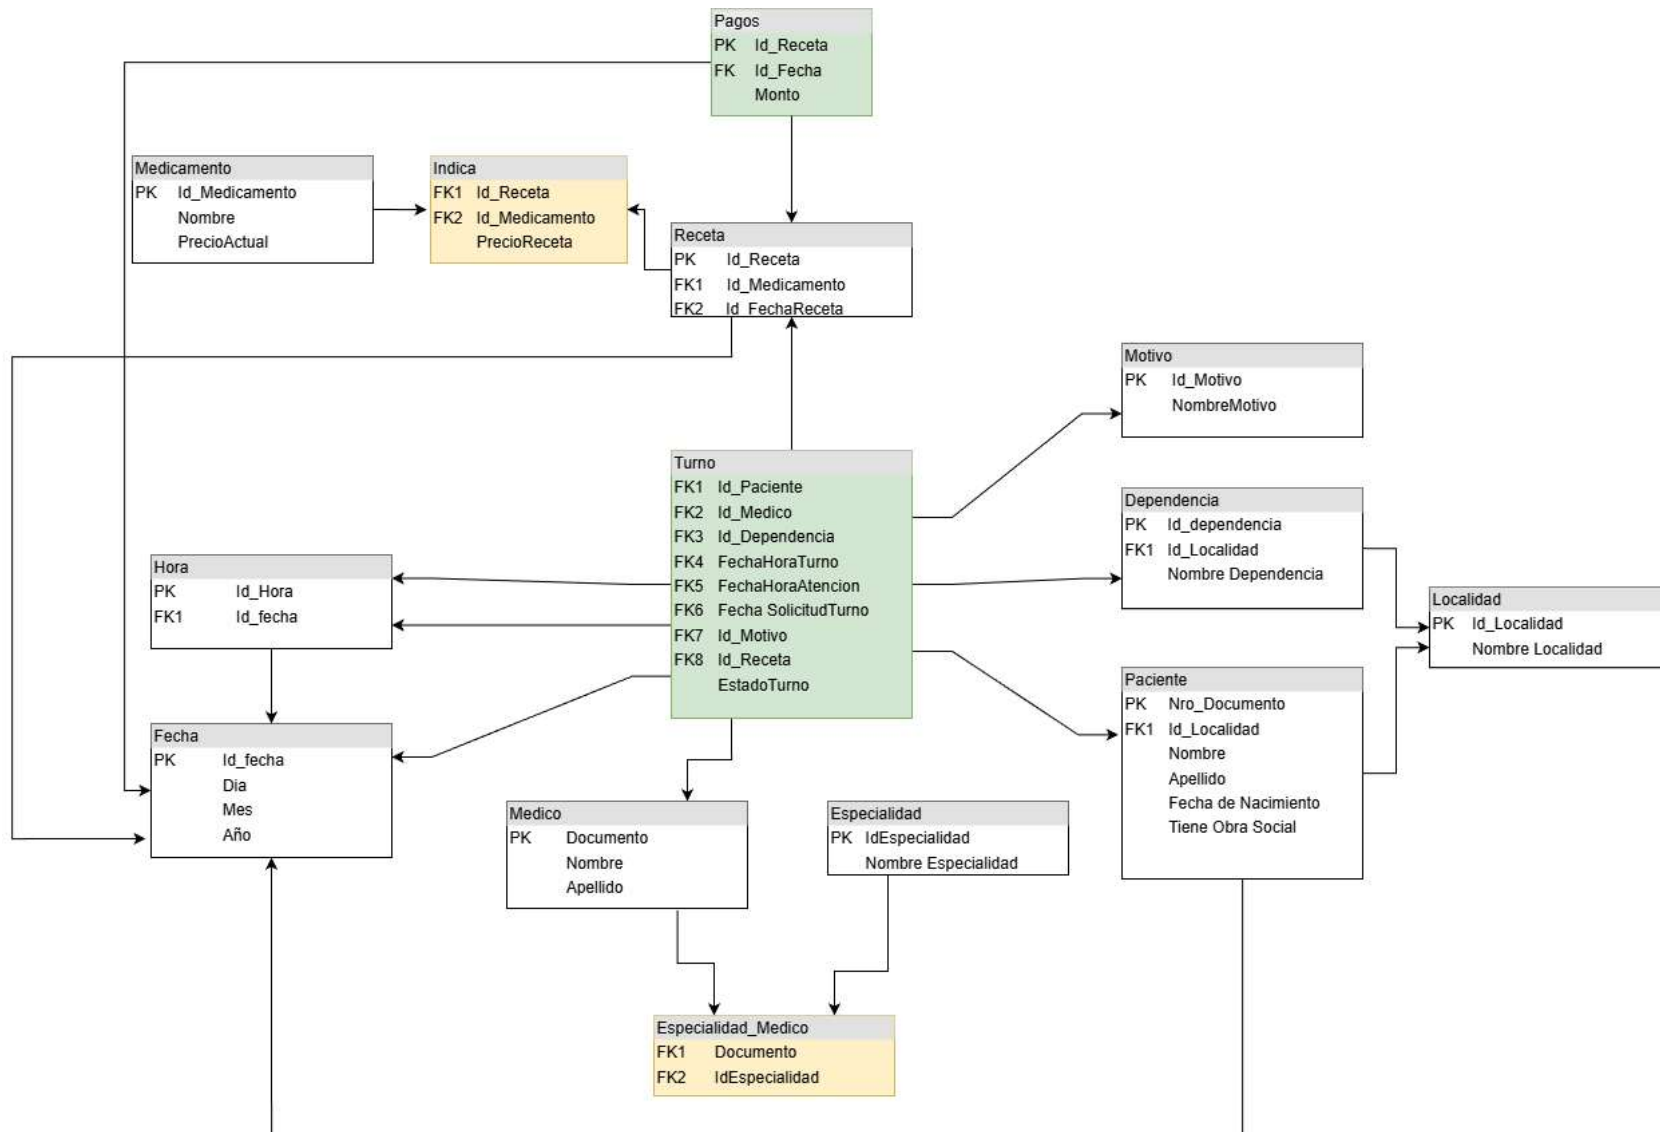 Pagos
PK Id_Receta
FK Id_Fecha
Monto
Medicamento
PK Id_Medicamento
Nombre
PrecioActual
Indica
FK1 Id_Receta
FK2 Id_Medicamento
PrecioReceta
Receta
PK Id_Receta
FK1 Id_Medicamento
FK2 Id_FechaReceta
Motivo
PK Id_Motivo
NombreMotivo
Turno
FK1 Id_Paciente
FK2 Id_Medico
FK3 Id_Dependencia
FK4 FechaHoraTurno
FK5 FechaHoraAtencion
FK6 Fecha SolicitudTurno
FK7 Id_Motivo
FK8 Id_Receta
EstadoTurno
Dependencia
PK Id_dependencia
FK1 Id_Localidad
Nombre Dependencia
Hora
PK Id_Hora
FK1 Id_fecha
Localidad
PK Id_Localidad
Nombre Localidad
Paciente
PK Nro_Documento
FK1 Id_Localidad
Nombre
Apellido
Fecha de Nacimiento
Tiene Obra Social
Fecha
PK Id_fecha
Dia
Mes
Año
Medico
PK Documento
Nombre
Apellido
Especialidad
PK IdEspecialidad
Nombre Especialidad
Especialidad_Medico
FK1 Documento
FK2 IdEspecialidad